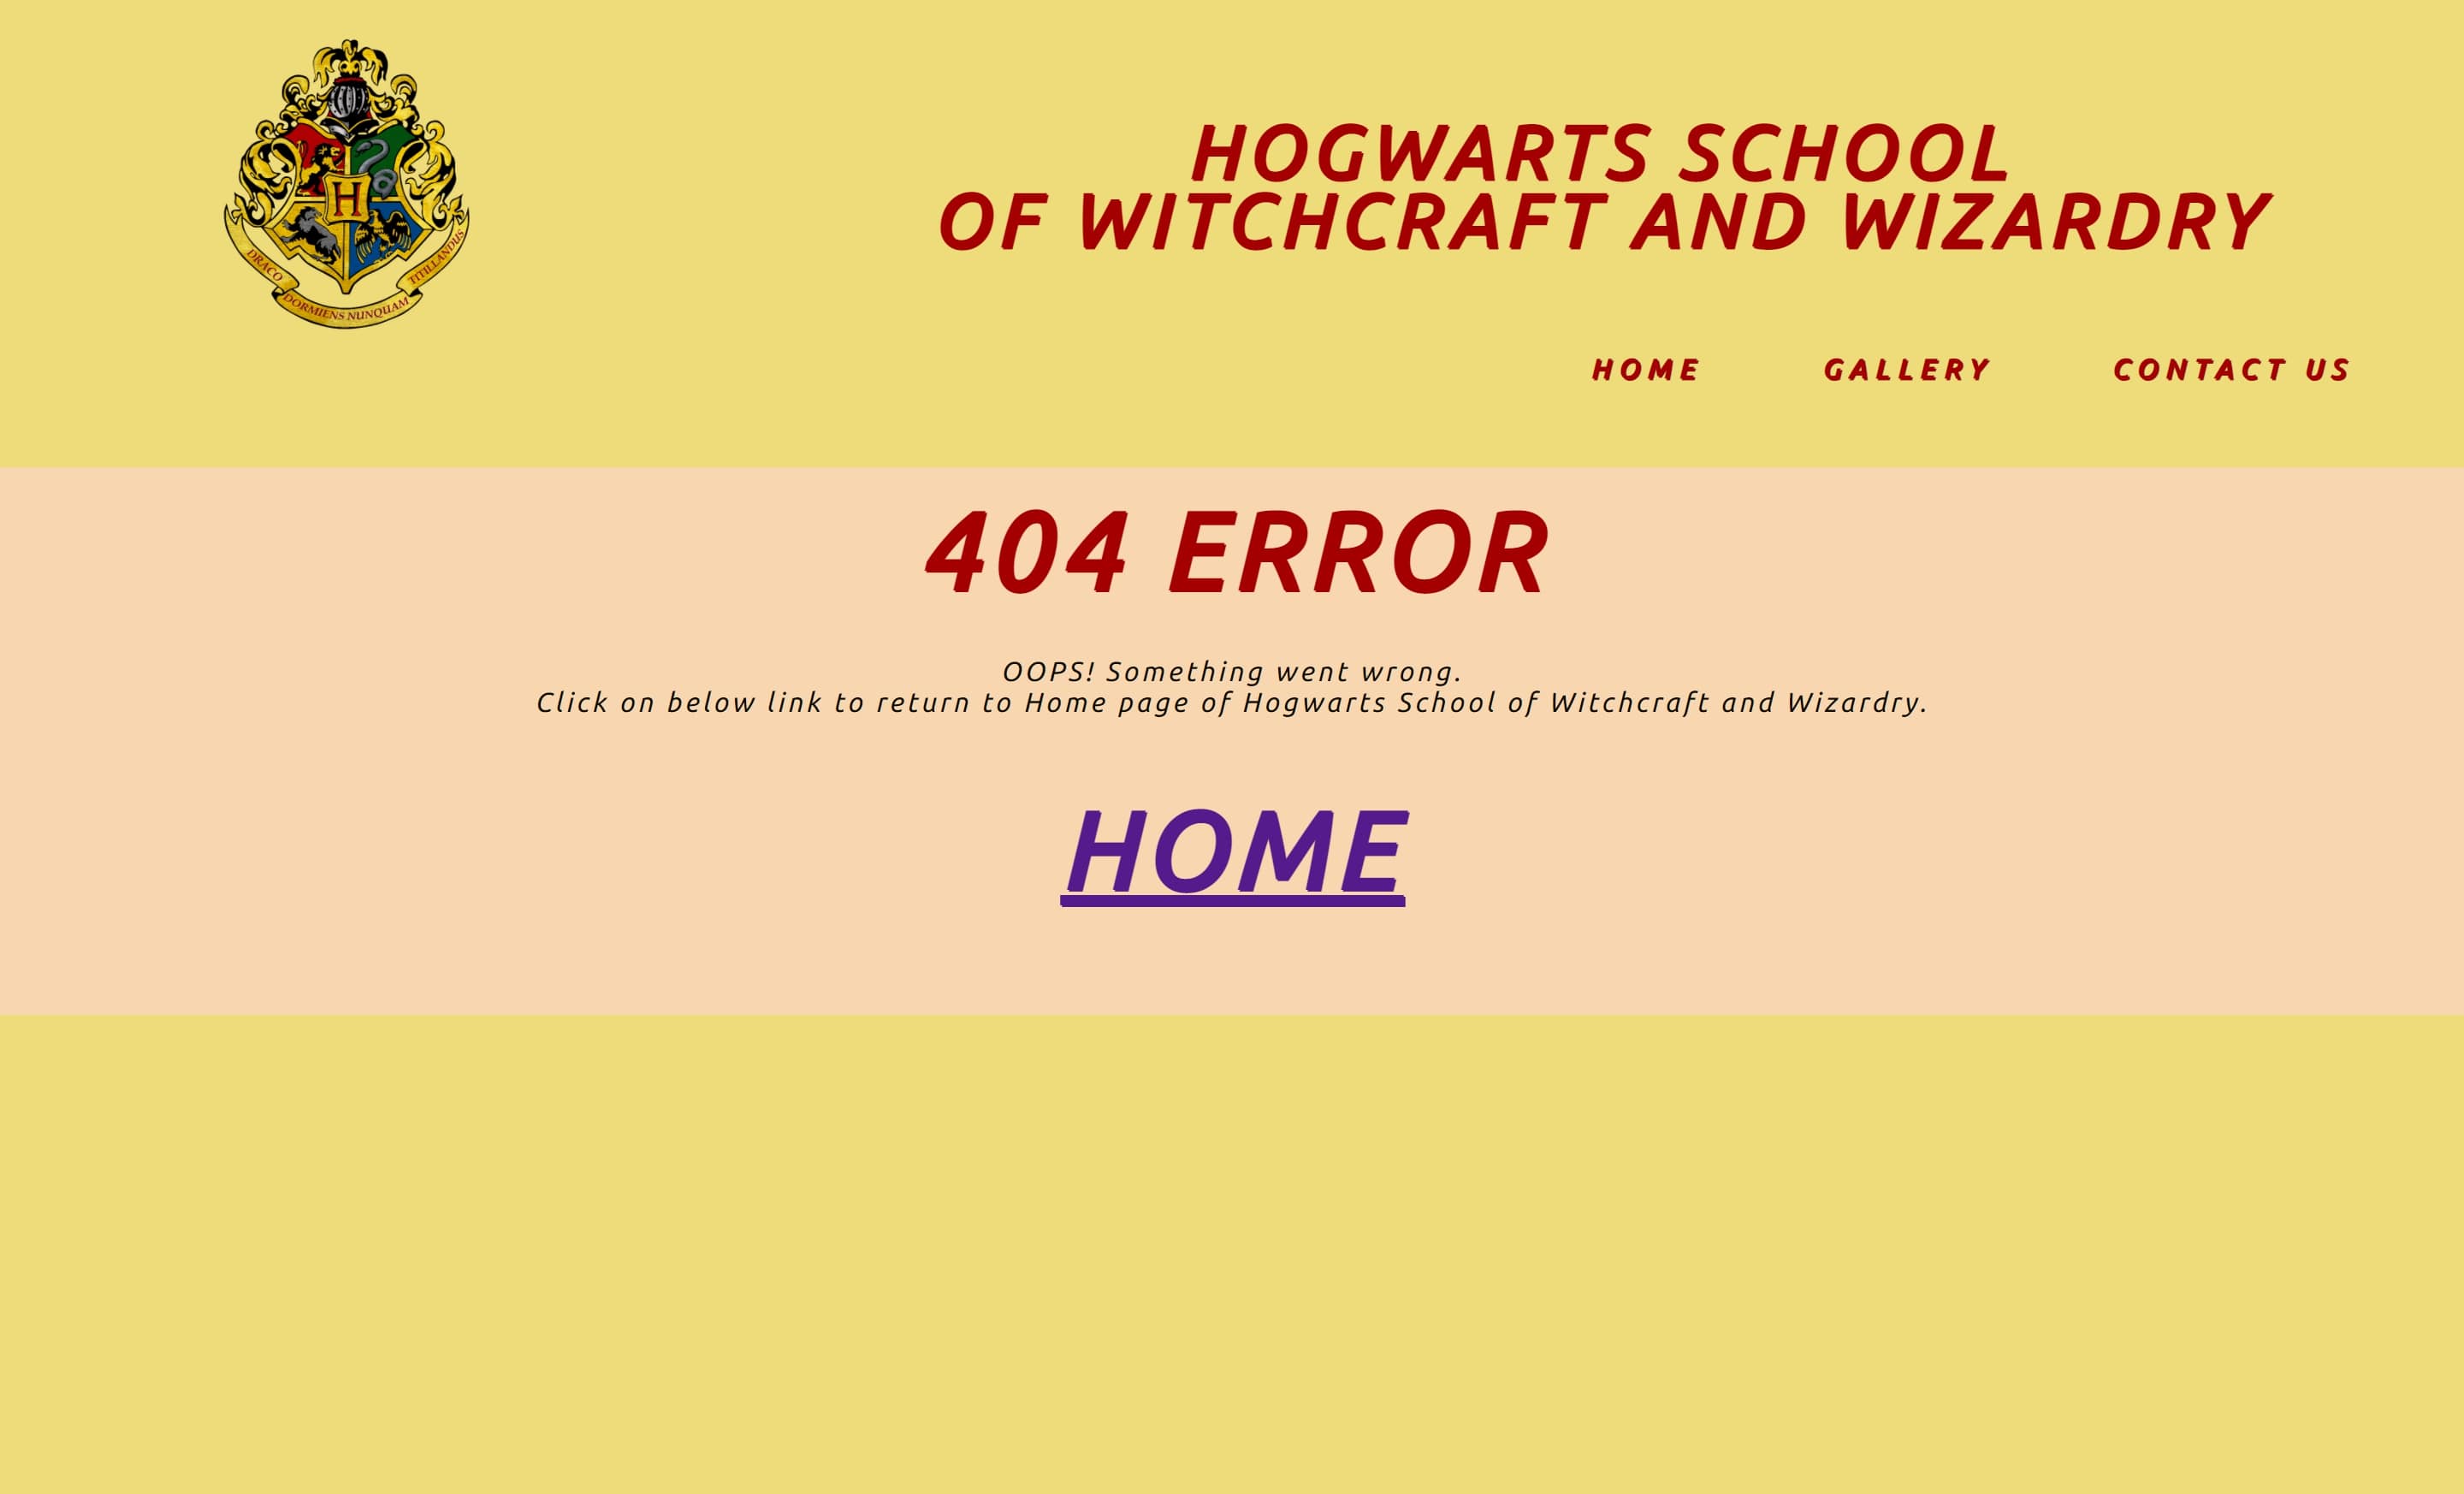 H
DRACO
DORMIENS NUNQUAM
TITILLANDUS
HOGWARTS SCHOOL
OF WITCHCRAFT AND WIZARDRY
HOME GALLERY CONTACT US
404 ERROR
OOPS! Something went wrong.
Click on below link to return to Home page of Hogwarts School of Witchcraft and Wizardry.
HOME